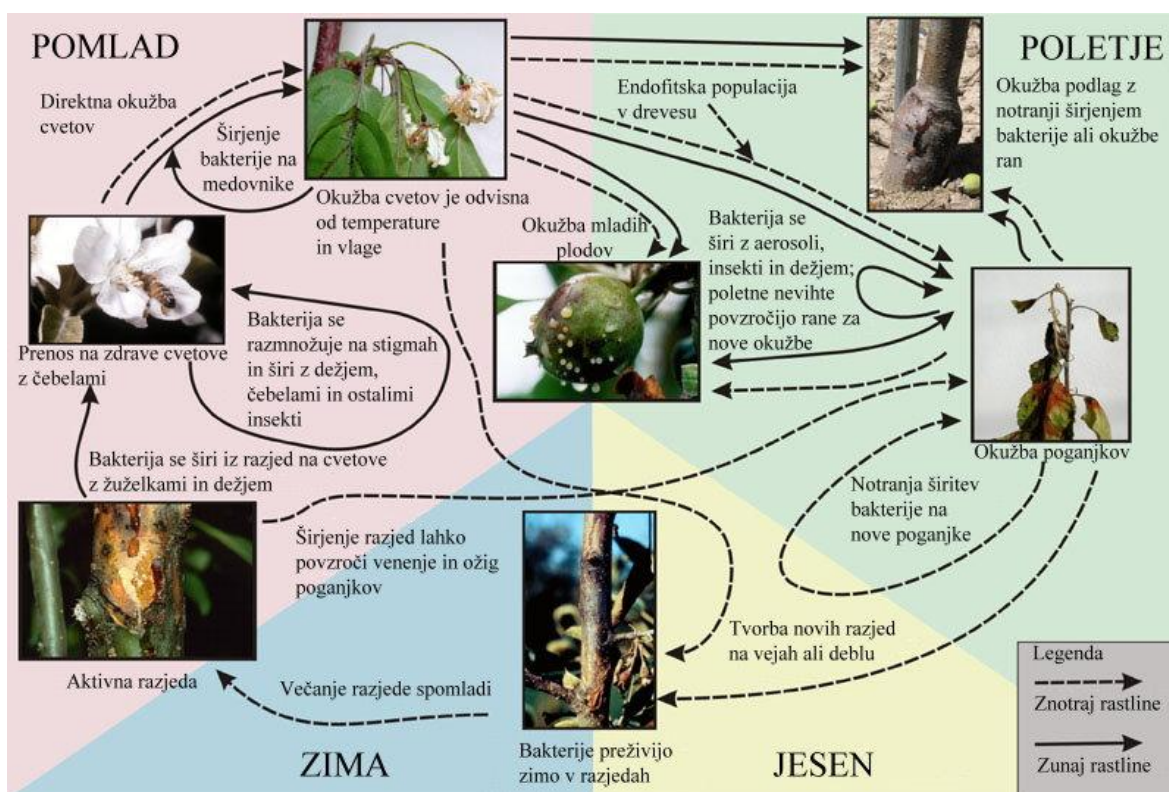 POMLAD
POLETJE
Direktna okužba
cvetov
Širjenje
bakterije na
medovnike
Okužba cvetov je odvisna
od temperature
in vlage
Endofitska populacija
v drevesu
Okužba podlag z
notranji širjenjem
bakterije ali okužbe
ran
Okužba mladih
plodov
Bakterija se
širi z aerosoli,
insekti in dežjem;
poletne nevihte
povzročijo rane za
nove okužbe
Prenos na zdrave cvetove
z čebelami
Bakterija se
razmnožuje na stigmah
in širi z dežjem,
čebelami in ostalimi
insekti
Bakterija se širi iz razjed na cvetove
z žuželkami in dežjem
Okužba poganjkov
Notranja širitev
bakterije na
nove poganjke
Širjenje razjed lahko
povzroči venenje in ožig
poganjkov
Aktivna razjeda
Večanje razjede spomladi
Tvorba novih razjed
na vejah ali deblu
Bakterije preživijo
zimo v razjedah
ZIMA
JESEN
Legenda
Znotraj rastline
Zunaj rastline